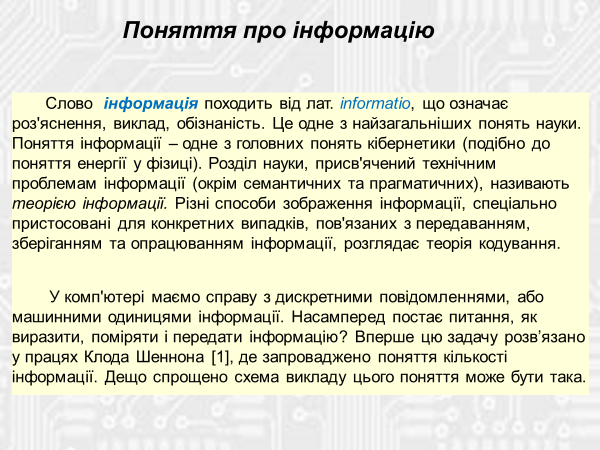 Поняття про інформацію
Слово інформація походить від лат. informatio, що означає
роз'яснення, виклад, обізнаність. Це одне з найзагальніших понять науки.
Поняття інформації – одне з головних понять кібернетики (подібно до
поняття енергії у фізиці). Розділ науки, присв'ячений технічним
проблемам інформації (окрім семантичних та прагматичних), називають
теорією інформації. Різні способи зображення інформації, спеціально
пристосовані для конкретних випадків, пов'язаних з передаванням,
зберіганням та опрацюванням інформації, розглядає теорія кодування.
У комп'ютері маємо справу з дискретними повідомленнями, або
машинними одиницями інформації. Насамперед постає питання, як
виразити, поміряти і передати інформацію? Вперше цю задачу розв’язано
у працях Клода Шеннона [1], де запроваджено поняття кількості
інформації. Дещо спрощено схема викладу цього поняття може бути така.